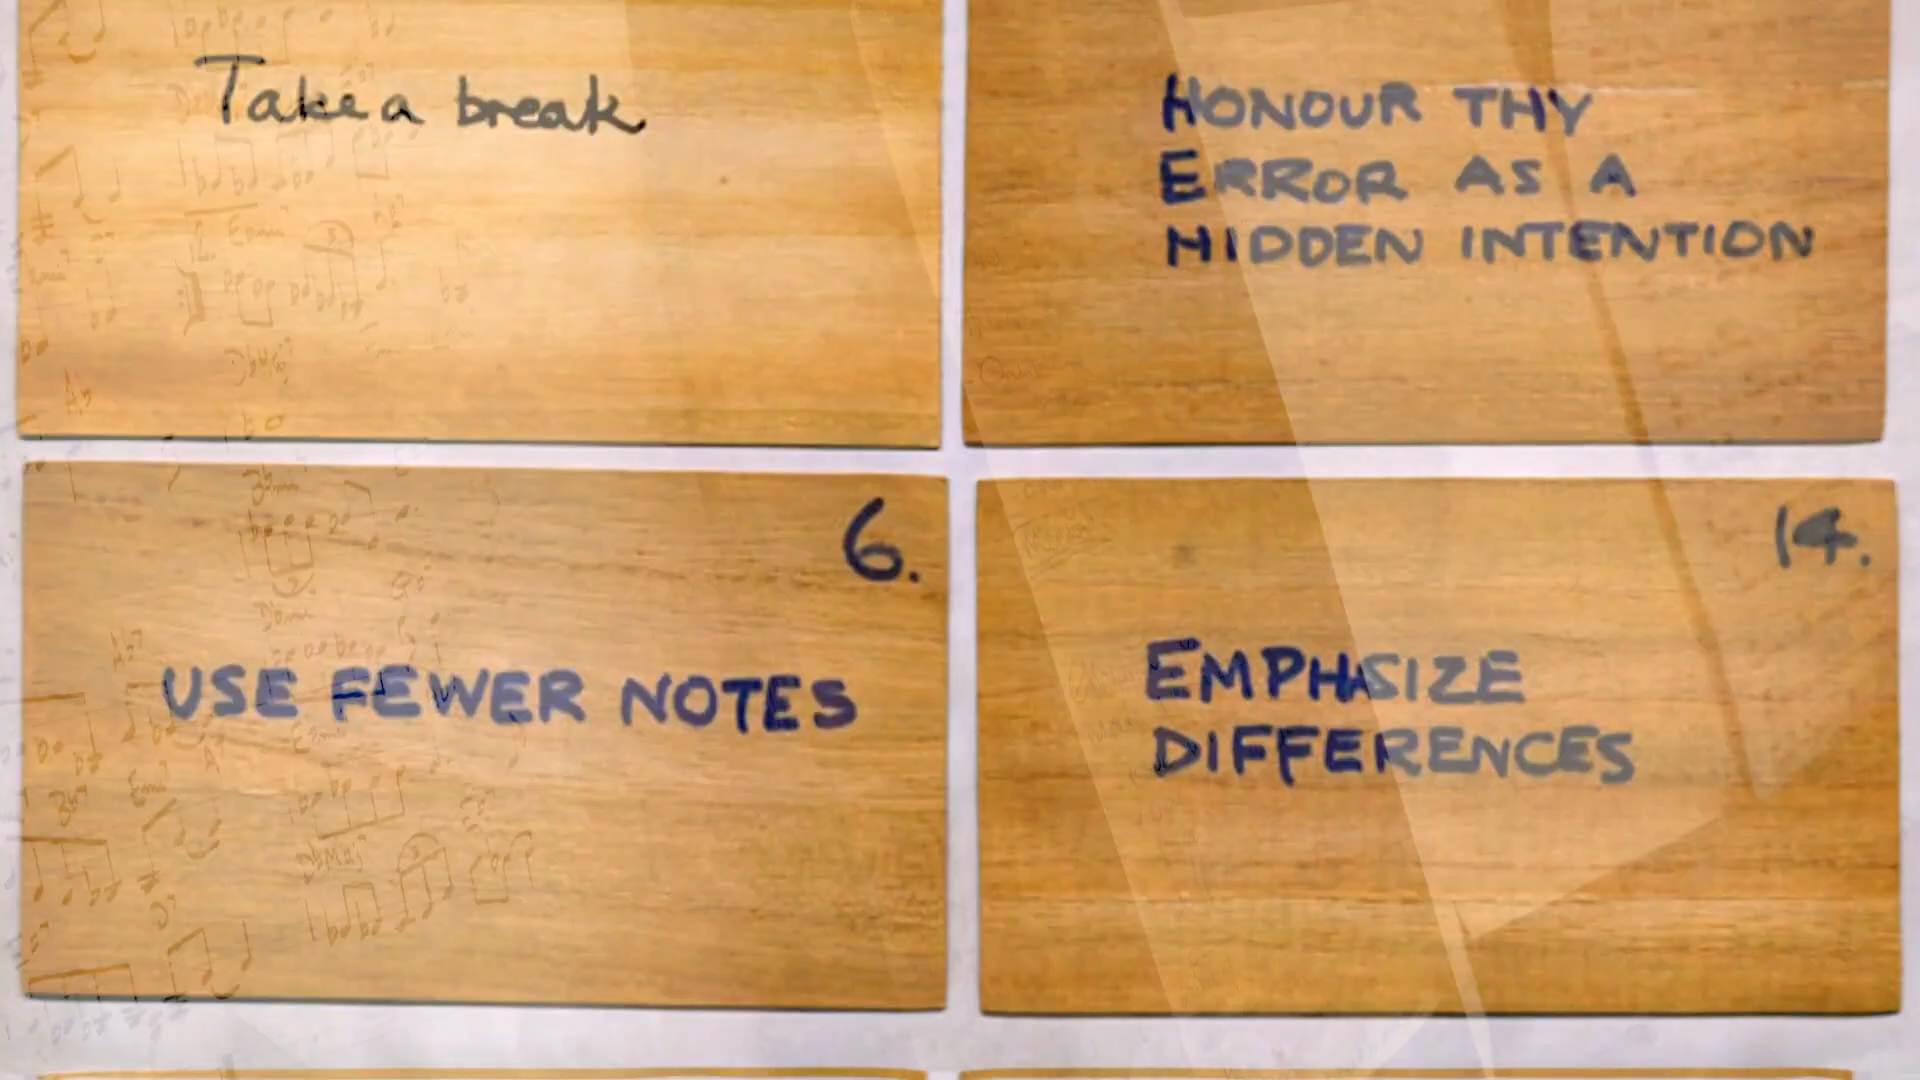 Take a break
HONOUR THY
ERROR AS A
HIDDEN INTENTION
6.
USE FEWER NOTES
14.
EMPHASIZE
DIFFERENCES